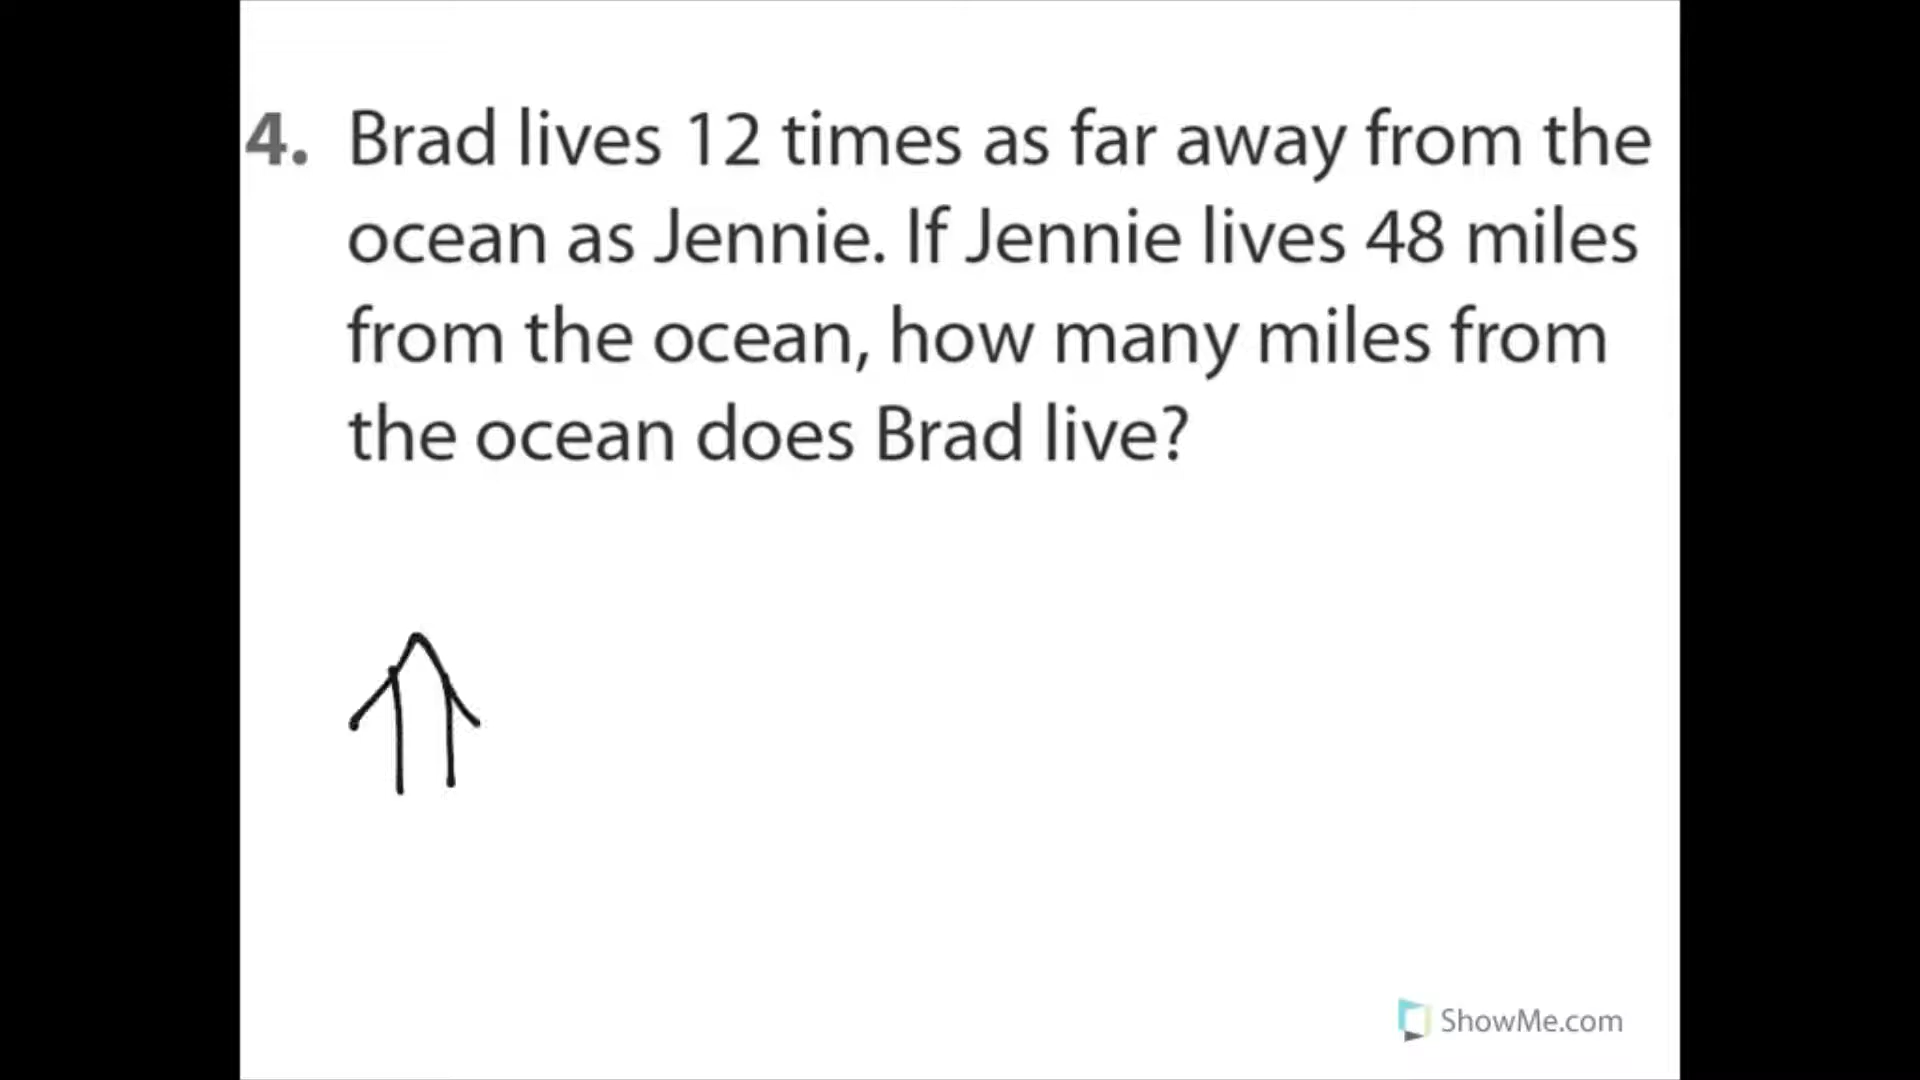 4. Brad lives 12 times as far away from the
ocean as Jennie. If Jennie lives 48 miles
from the ocean, how many miles from
the ocean does Brad live?
ShowMe.com